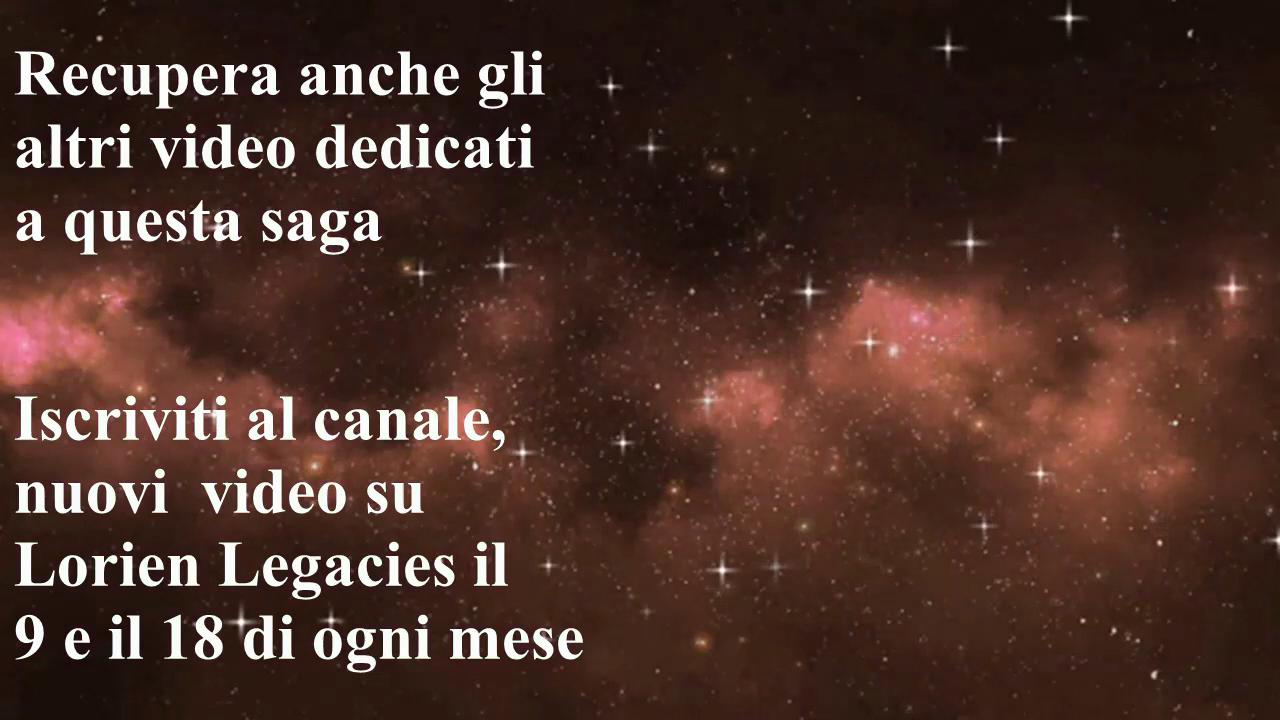 Recupera anche gli
altri video dedicati
a questa saga
Iscriviti al canale,
nuovi  video su
Lorien Legacies il
9 e il 18 di ogni mese